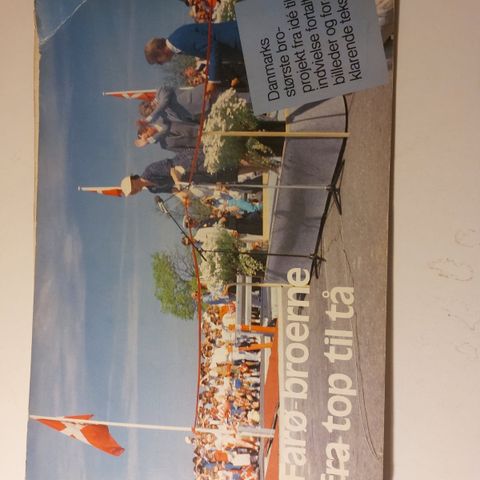 Danmarks
største bro-
projekt fra idé til
indvielse fortalt
billeder og for
klarende teks
Farø broerne
fra top til tå